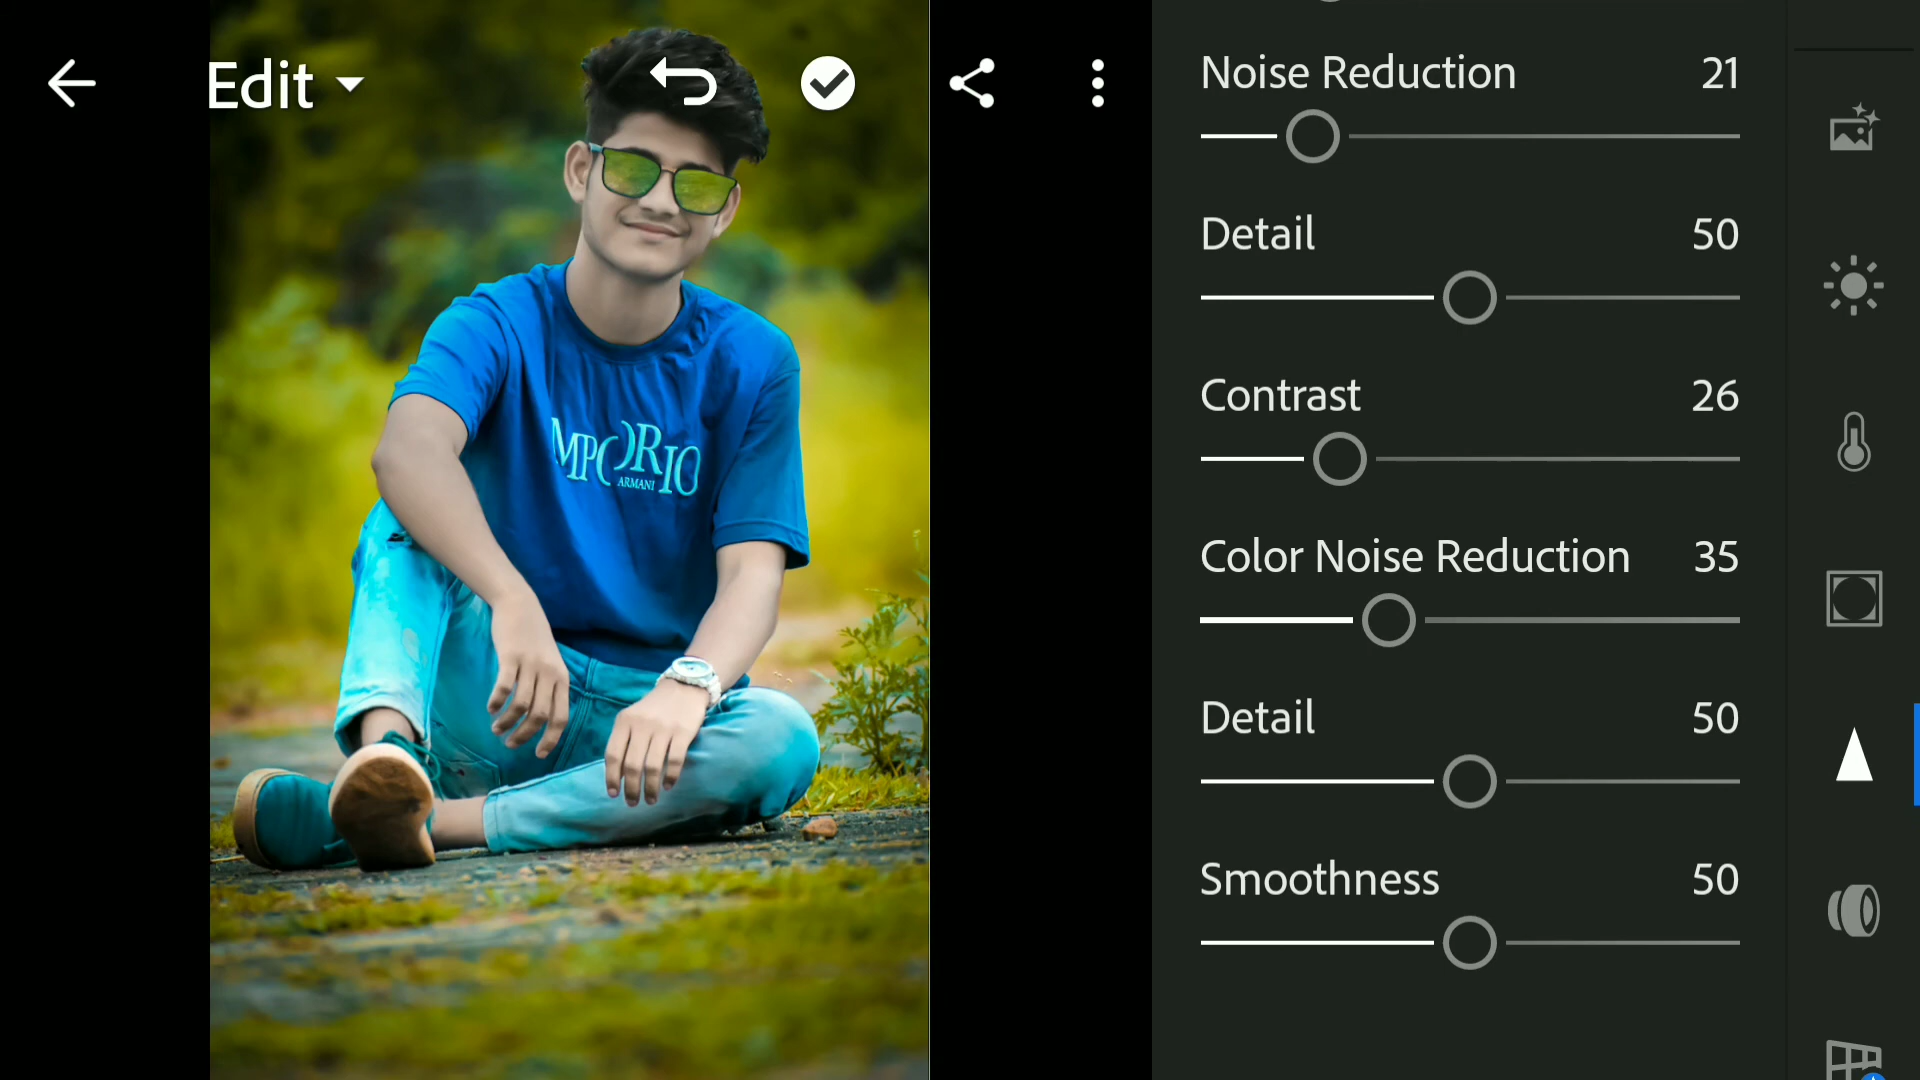 Edit
MPORIO
ARMANI
Noise Reduction 21
Detail 50
Contrast 26
Color Noise Reduction 35
Detail 50
Smoothness 50